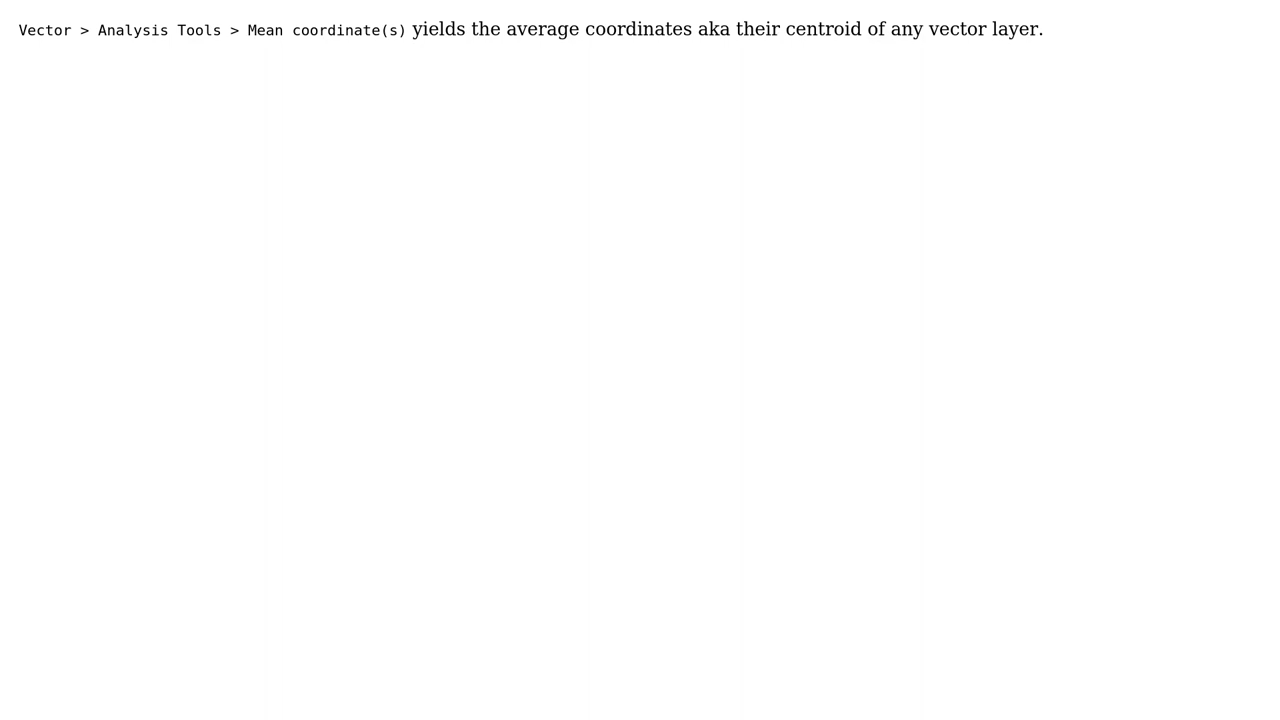 Vector > Analysis Tools > Mean coordinate(s) yields the average coordinates aka their centroid of any vector layer.